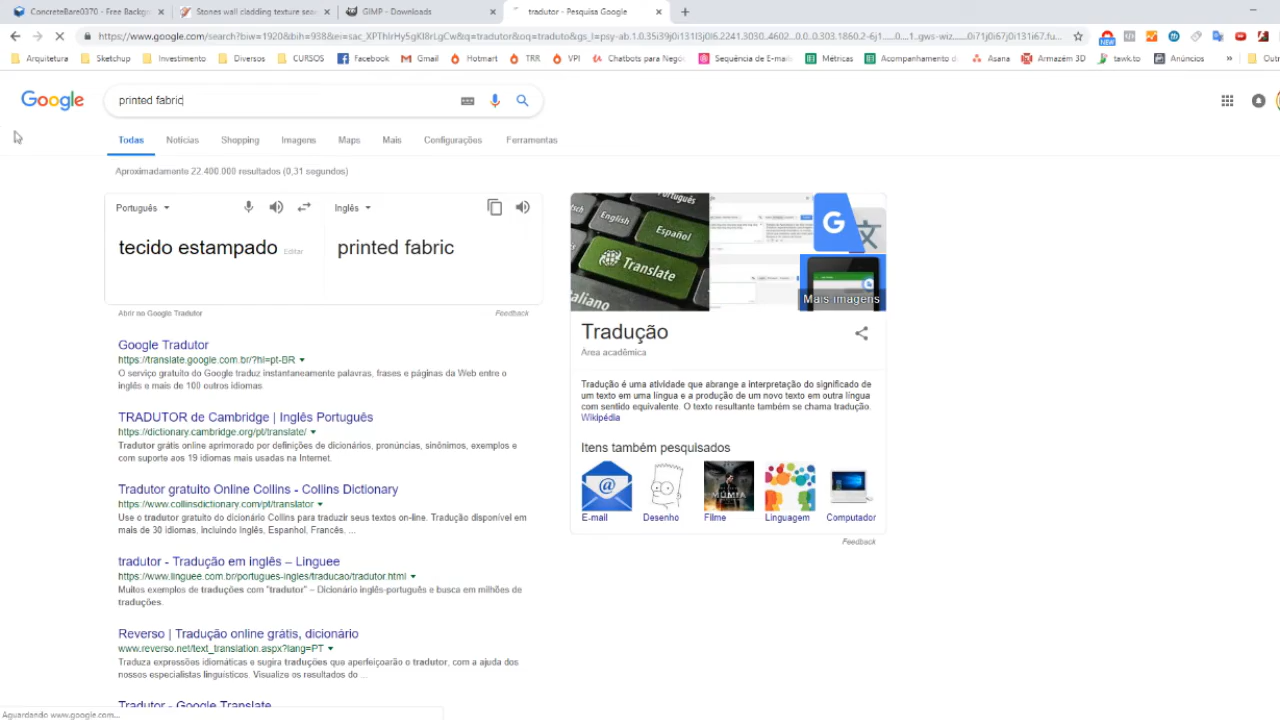 ConcreteBare0370 - Free Backg
Stones wall cladding texture sea
GIMP - Downloads
tradutor - Pesquisa Google
Arquitetura
Sketchup
Investimento
Diversos
CURSOS
Facebook
Gmail
Hotmart
TRR
VPI
Chatbots para Nego
Sequência de E-mails
Métricas
Acompanhamento d
Asana
Armazém 3D
tawk.to
Anúncios
»
Outro
Google
printed fabric
Todas
Notícias
Shopping
Imagens
Maps
Mais
Configurações
Ferramentas
Aproximadamente 22.400.000 resultados (0,31 segundos)
Português
Inglês
tecido estampado
Editar
printed fabric
Abrir no Google Tradutor
Feedback
Google Tradutor
https://translate.google.com.br/?hl=pt-BR
O serviço gratuito do Google traduz instantaneamente palavras, frases e páginas da Web entre o
inglês e mais de 100 outros idiomas.
TRADUTOR de Cambridge | Inglês Português
https://dictionary.cambridge.org/pt/translate/
Tradutor grátis online aprimorado por definições de dicionários, pronúncias, sinônimos, exemplos e
com suporte aos 19 idiomas mais usadas na Internet.
Tradutor gratuito Online Collins - Collins Dictionary
https://www.collinsdictionary.com/pt/translator
Use o tradutor gratuito do dicionário Collins para traduzir seus textos on-line. Tradução disponível em
mais de 30 idiomas, incluindo Inglês, Espanhol, Francês, ...
tradutor - Tradução em inglês – Linguee
https://www.linguee.com.br/portugues-ingles/traducao/tradutor.html
Muitos exemplos de traduções com "tradutor" – Dicionário inglês-português e busca em milhões de
traduções.
Reverso | Tradução online grátis, dicionário
www.reverso.net/text_translation.aspx?lang=PT
Traduza expressões idiomáticas e sugira traduções que aperfeiçoarão o tradutor, com a ajuda dos
nossos especialistas linguísticos. Visualize os resultados do ...
Tradutor - Google Translate
Português
English
Español
Translate
Italiano
G
Mais imagens
Tradução
Área acadêmica
Tradução é uma atividade que abrange a interpretação do significado de
um texto em uma língua e a produção de um novo texto em outra língua
com sentido equivalente. O texto resultante também se chama tradução.
Wikipédia
Itens também pesquisados
E-mail
Desenho
Filme
Linguagem
Computador
Feedback
Aguardando www.google.com...